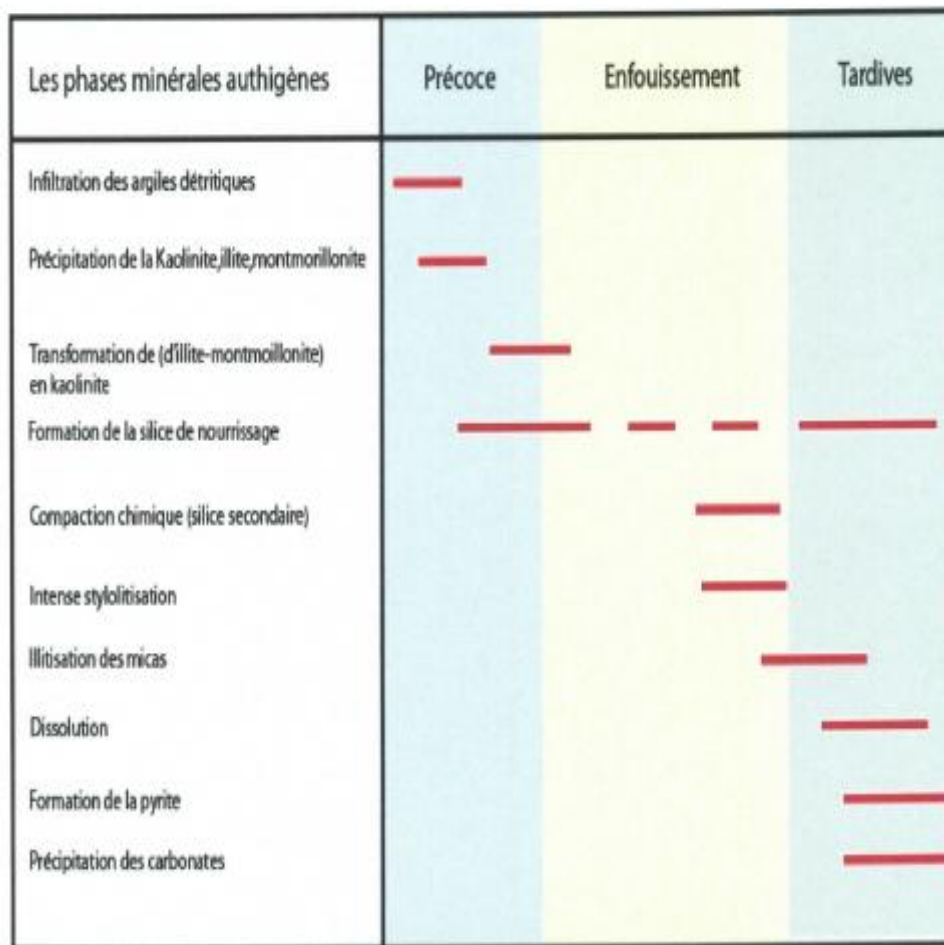 Les phases minérales authigènes
Précoce
Enfouissement
Tardives
Infiltration des argiles détritiques
Précipitation de la Kaolinite,illite,montmorillonite
Transformation de (d'illite-montmoillonite)
en kaolinite
Formation de la silice de nourrissage
Compaction chimique (silice secondaire)
Intense stylolitisation
Illitisation des micas
Dissolution
Formation de la pyrite
Précipitation des carbonates